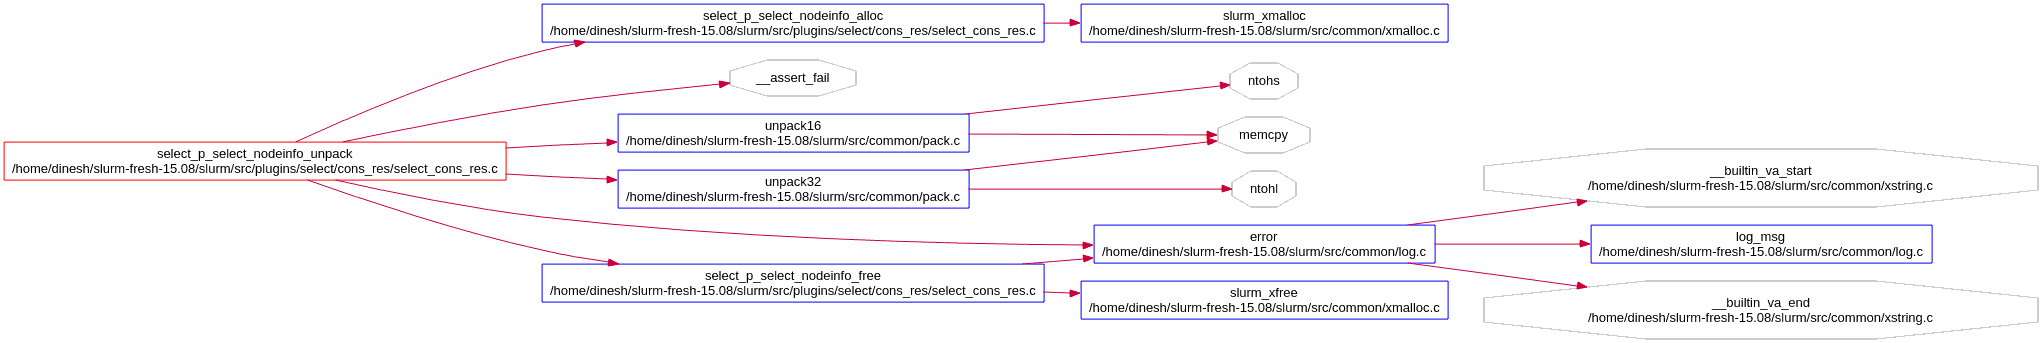 select_p_select_nodeinfo_alloc
/home/dinesh/slurm-fresh-15.08/slurm/src/plugins/select/cons_res/select_cons_res.c
slurm_xmalloc
/home/dinesh/slurm-fresh-15.08/slurm/src/common/xmalloc.c
__assert_fail
ntohs
unpack16
/home/dinesh/slurm-fresh-15.08/slurm/src/common/pack.c
memcpy
select_p_select_nodeinfo_unpack
/home/dinesh/slurm-fresh-15.08/slurm/src/plugins/select/cons_res/select_cons_res.c
unpack32
/home/dinesh/slurm-fresh-15.08/slurm/src/common/pack.c
ntohl
__builtin_va_start
/home/dinesh/slurm-fresh-15.08/slurm/src/common/xstring.c
error
/home/dinesh/slurm-fresh-15.08/slurm/src/common/log.c
log_msg
/home/dinesh/slurm-fresh-15.08/slurm/src/common/log.c
select_p_select_nodeinfo_free
/home/dinesh/slurm-fresh-15.08/slurm/src/plugins/select/cons_res/select_cons_res.c
slurm_xfree
/home/dinesh/slurm-fresh-15.08/slurm/src/common/xmalloc.c
__builtin_va_end
/home/dinesh/slurm-fresh-15.08/slurm/src/common/xstring.c